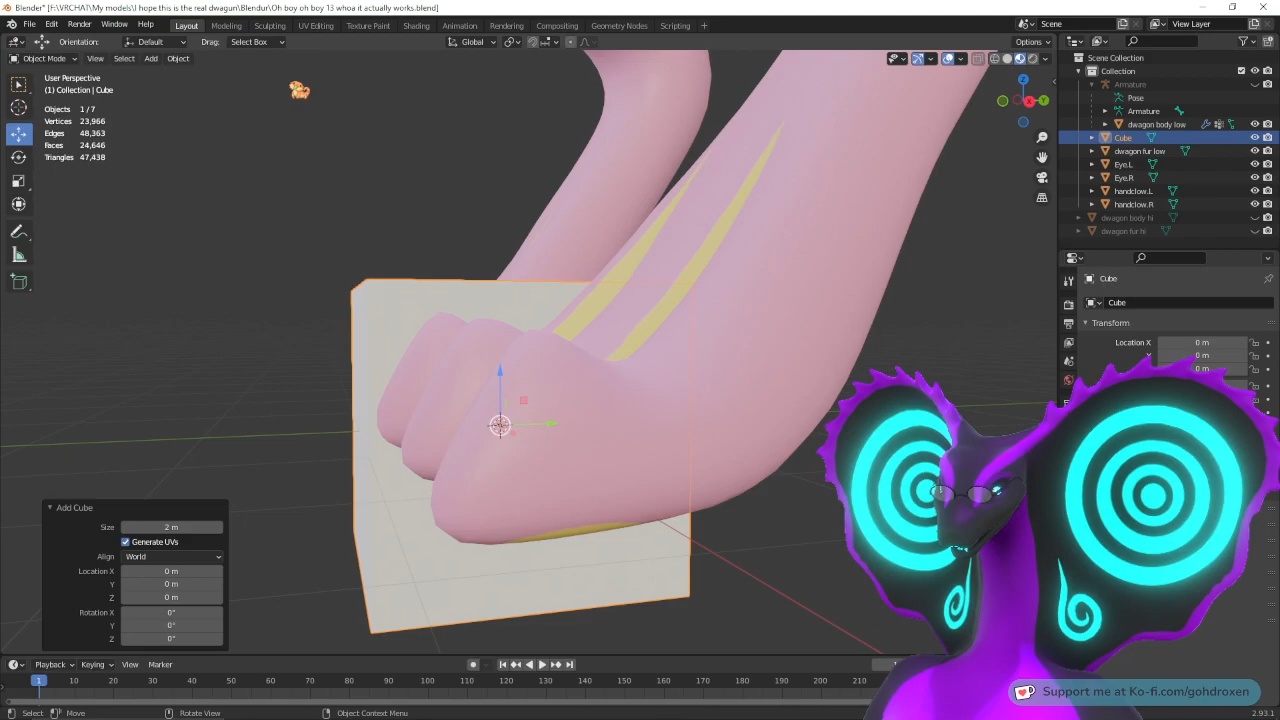 Blender* [F:\VRCHAT\My models\I hope this is the real dwagon\Blendur\Oh boy oh boy 13 whoa it actually works.blend]
File Edit Render Window Help Layout Modeling Sculpting UV Editing Texture Paint Shading Animation Rendering Compositing Geometry Nodes Scripting + Scene View Layer
Orientation: Default Drag: Select Box Global Options
Object Mode View Select Add Object
User Perspective
(1) Collection | Cube
Objects 1/7
Vertices 23,966
Edges 48,363
Faces 24,646
Triangles 47,438
Z
X
Y
Scene Collection
Collection
Armature
Pose
Armature
dwagon body low
Cube
dwagon fur low
Eye.L
Eye.R
handclow.L
handclow.R
dwagon body hi
dwagon fur hi
Cube
Cube
Transform
Location X 0 m
Y 0 m
0 m
Add Cube
Size 2 m
Generate UVs
Align World
Location X 0 m
Y 0 m
Z 0 m
Rotation X 0°
Y 0°
Z 0°
Playback Keying View Marker
1 10 20 30 40 50 60 70 80 90 100 110 120 130 140 150 160 170 180 190 200 210
Select Move Rotate View Object Context Menu 2.93.1
Support me at Ko-fi.com/gohdroxen